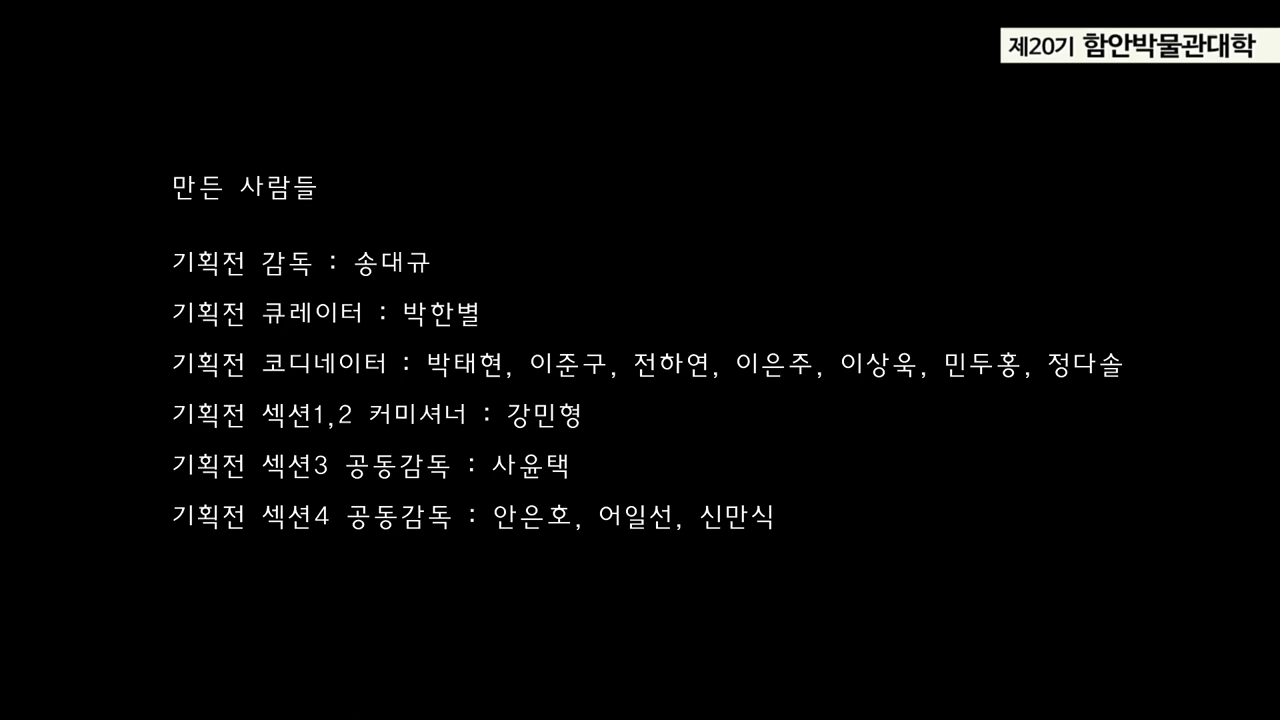 제20기 함안박물관대학
만든 사람들
기획전 감독 : 송대규
기획전 큐레이터 : 박한별
기획전 코디네이터 : 박태현, 이준구, 전하연, 이은주, 이상욱, 민두홍, 정다솔
기획전 섹션1,2 커미셔너 : 강민형
기획전 섹션3 공동감독 : 사윤택
기획전 섹션4 공동감독 : 안은호, 어일선, 신만식